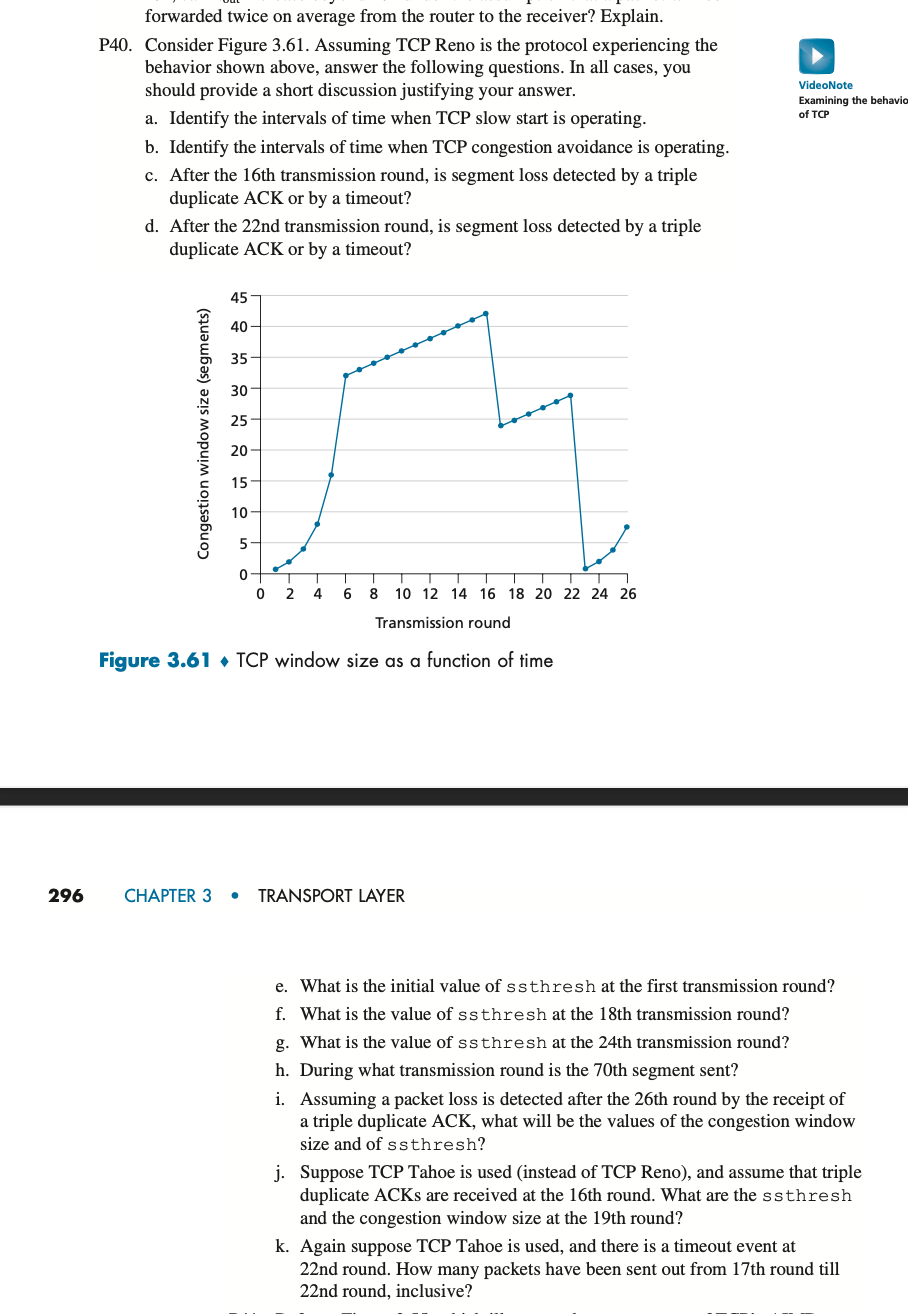 forwarded twice on average from the router to the receiver? Explain.
P40. Consider Figure 3.61. Assuming TCP Reno is the protocol experiencing the
behavior shown above, answer the following questions. In all cases, you
should provide a short discussion justifying your answer.
VideoNote
Examining the behavio
of TCP
a. Identify the intervals of time when TCP slow start is operating.
b. Identify the intervals of time when TCP congestion avoidance is operating.
c. After the 16th transmission round, is segment loss detected by a triple
duplicate ACK or by a timeout?
d. After the 22nd transmission round, is segment loss detected by a triple
duplicate ACK or by a timeout?
Congestion window size (segments)
45
40
35
30
25
20
15
10
5
0
0 2 4 6 8 10 12 14 16 18 20 22 24 26
Transmission round
Figure 3.61 ♦ TCP window size as a function of time
296 CHAPTER 3 • TRANSPORT LAYER
e. What is the initial value of ssthresh at the first transmission round?
f. What is the value of ssthresh at the 18th transmission round?
g. What is the value of ssthresh at the 24th transmission round?
h. During what transmission round is the 70th segment sent?
i. Assuming a packet loss is detected after the 26th round by the receipt of
a triple duplicate ACK, what will be the values of the congestion window
size and of ssthresh?
j. Suppose TCP Tahoe is used (instead of TCP Reno), and assume that triple
duplicate ACKs are received at the 16th round. What are the ssthresh
and the congestion window size at the 19th round?
k. Again suppose TCP Tahoe is used, and there is a timeout event at
22nd round. How many packets have been sent out from 17th round till
22nd round, inclusive?